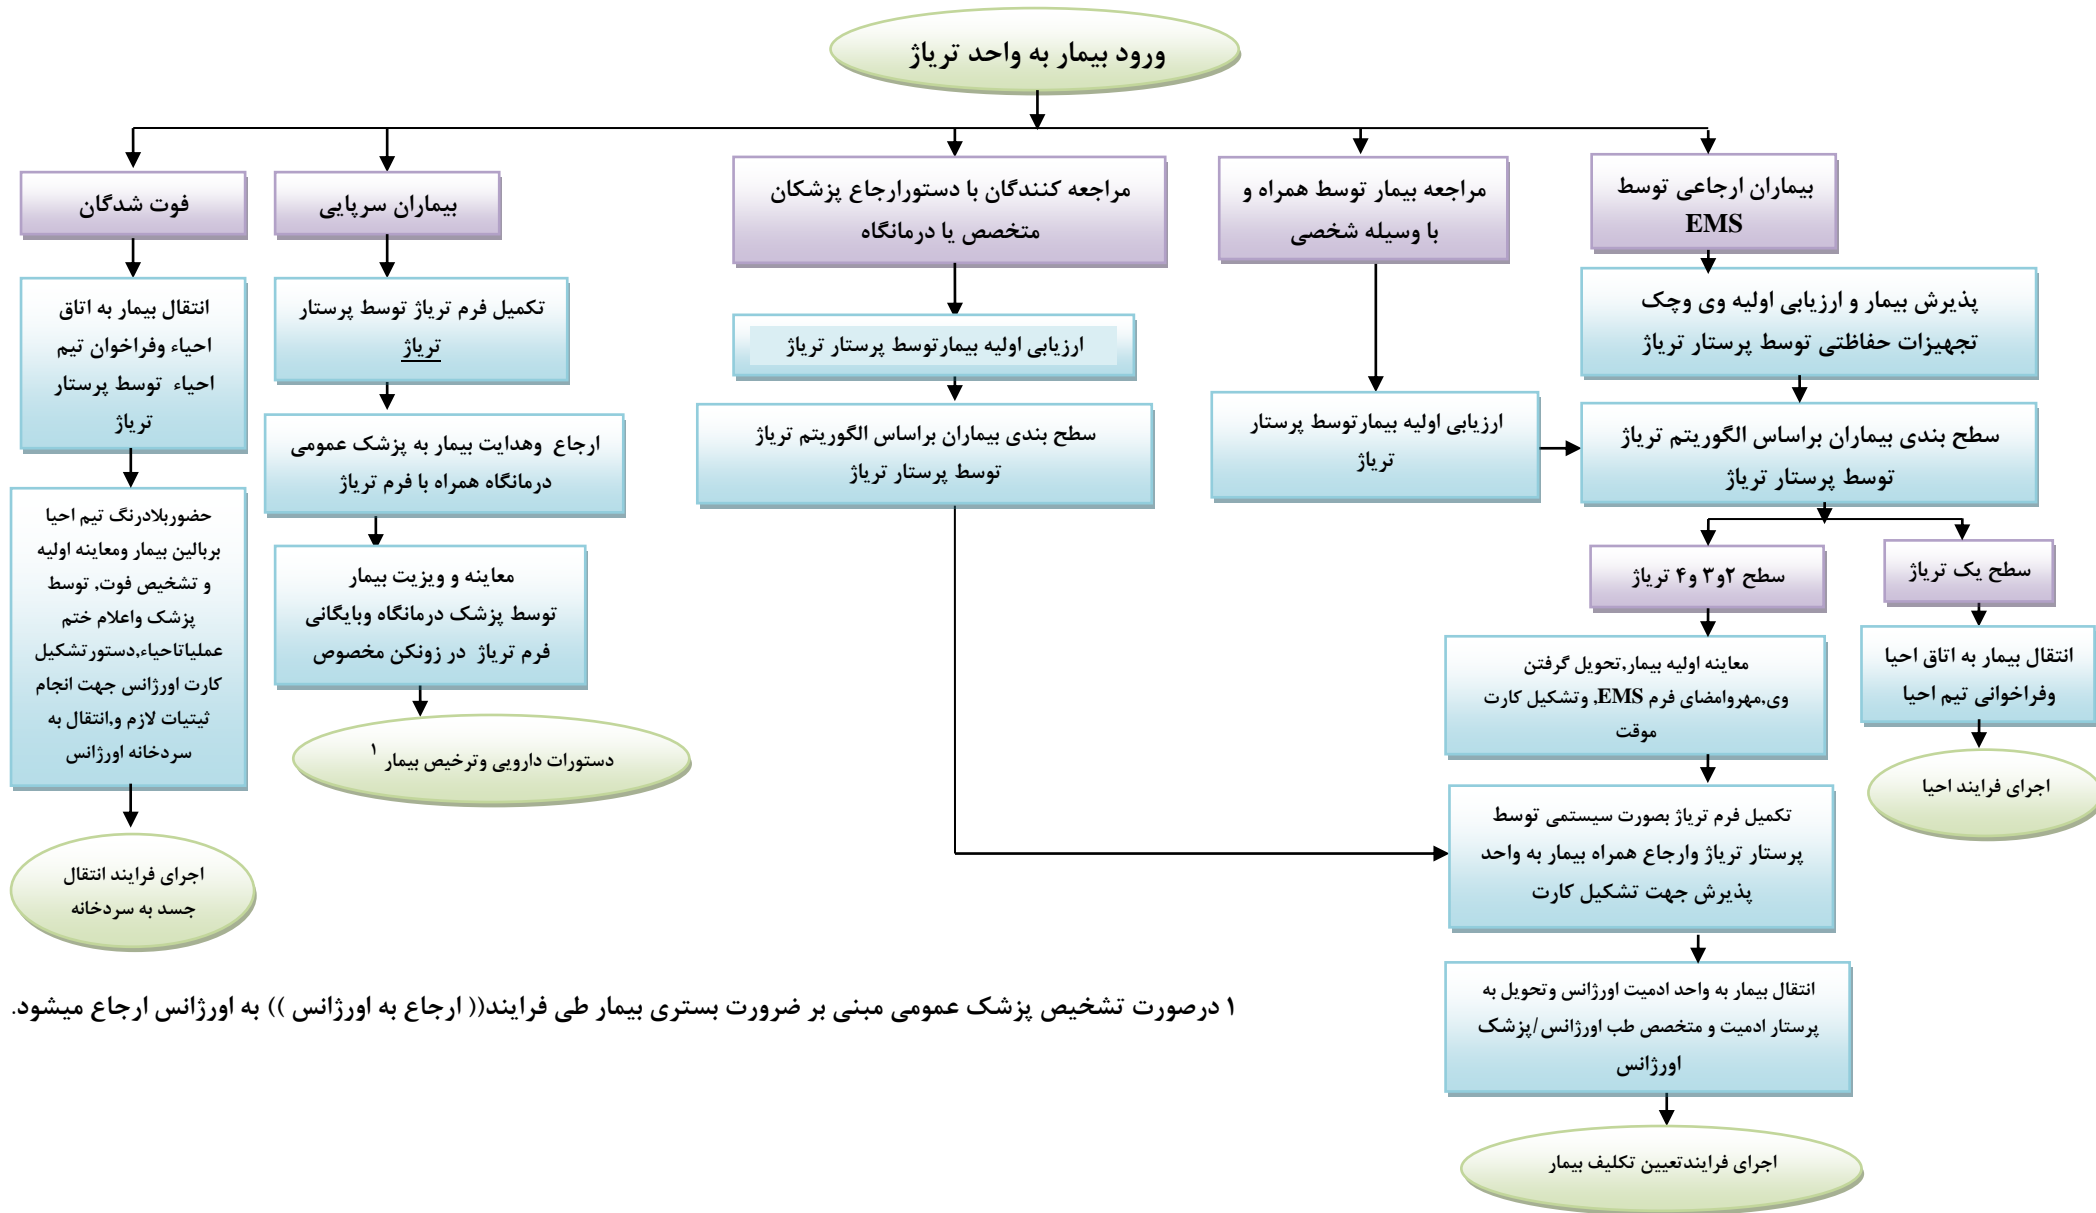 ورود بیمار به واحد تریاژ
بیماران ارجاعی توسط
EMS
مراجعه بیمار توسط همراه و
با وسیله شخصی
مراجعه کنندگان با دستورارجاع پزشکان
متخصص یا درمانگاه
بیماران سرپایی
فوت شدگان
پذیرش بیمار و ارزیابی اولیه وی وچک
تجهیزات حفاظتی توسط پرستار تریاژ
ارزیابی اولیه بیمارتوسط پرستار
تریاژ
ارزیابی اولیه بیمارتوسط پرستار تریاژ
تکمیل فرم تریاژ توسط پرستار
تریاژ
انتقال بیمار به اتاق
احیاء وفراخوان تیم
احیاء توسط پرستار
تریاژ
سطح بندی بیماران براساس الگوریتم تریاژ
توسط پرستار تریاژ
سطح بندی بیماران براساس الگوریتم تریاژ
توسط پرستار تریاژ
ارجاع وهدایت بیمار به پزشک عمومی
درمانگاه همراه با فرم تریاژ
حضوربلادرنگ تیم احیا
بربالین بیمار ومعاینه اولیه
و تشخیص فوت, توسط
پزشک واعلام ختم
عملیاتاحیاء,دستورتشکیل
کارت اورژانس جهت انجام
ثیتیات لازم و,انتقال به
سردخانه اورژانس
سطح یک تریاژ
سطح ۲و۳ و۴ تریاژ
معاینه و ویزیت بیمار
توسط پزشک درمانگاه وبایگانی
فرم تریاژ در زونکن مخصوص
انتقال بیمار به اتاق احیا
وفراخوانی تیم احیا
معاینه اولیه بیمار,تحویل گرفتن
وی,مهروامضای فرم EMS, وتشکیل کارت
موقت
دستورات دارویی وترخیص بیمار ۱
اجرای فرایند احیا
تکمیل فرم تریاژ بصورت سیستمی توسط
پرستار تریاژ وارجاع همراه بیمار به واحد
پذیرش جهت تشکیل کارت
اجرای فرایند انتقال
جسد به سردخانه
انتقال بیمار به واحد ادمیت اورژانس وتحویل به
پرستار ادمیت و متخصص طب اورژانس/پزشک
اورژانس
۱ درصورت تشخیص پزشک عمومی مبنی بر ضرورت بستری بیمار طی فرایند(( ارجاع به اورژانس )) به اورژانس ارجاع میشود.
اجرای فرایندتعیین تکلیف بیمار